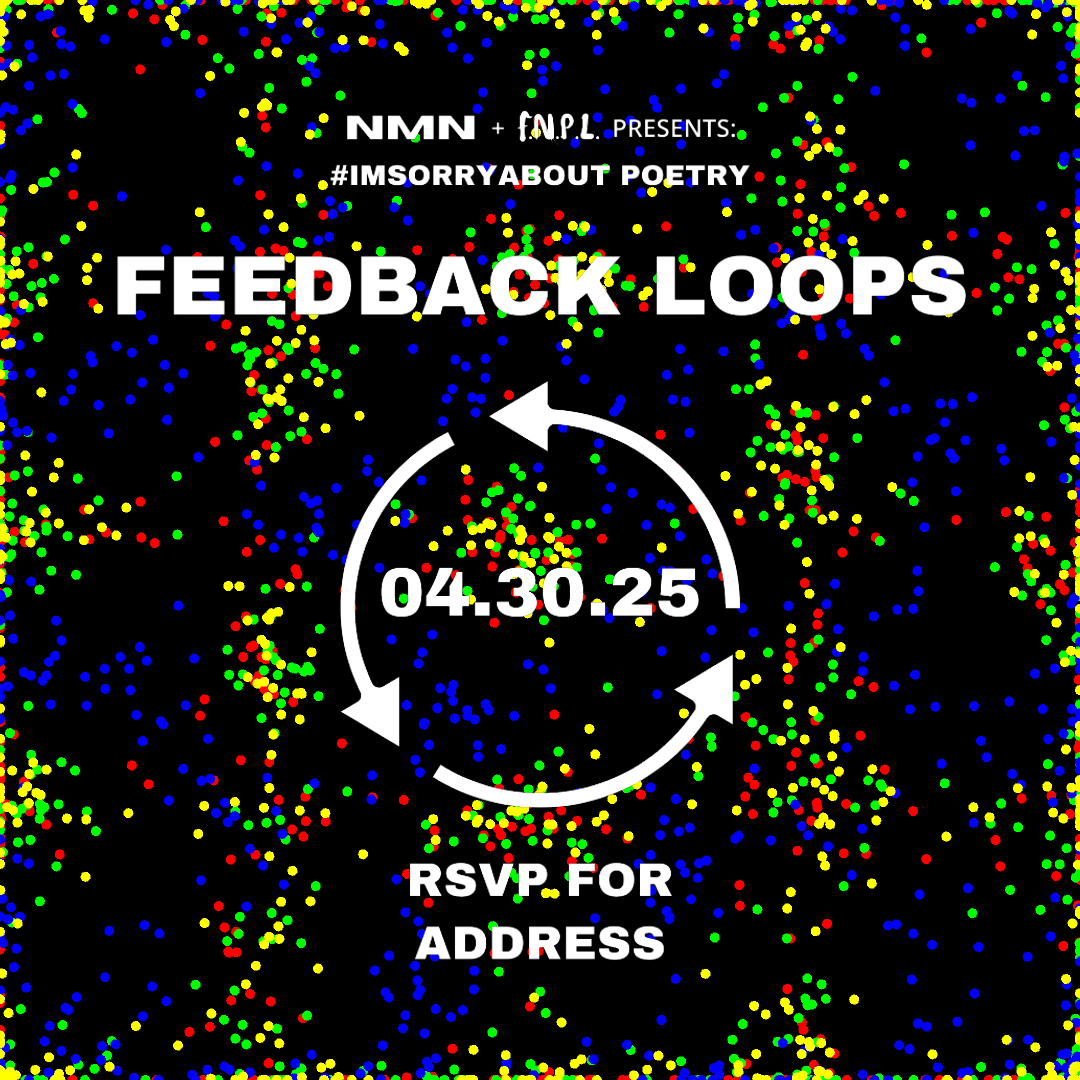 NMN + F.N.P.L. PRESENTS:
#IMSORRYABOUT POETRY
FEEDBACK LOOPS
04.30.25
RSVP FOR
ADDRESS